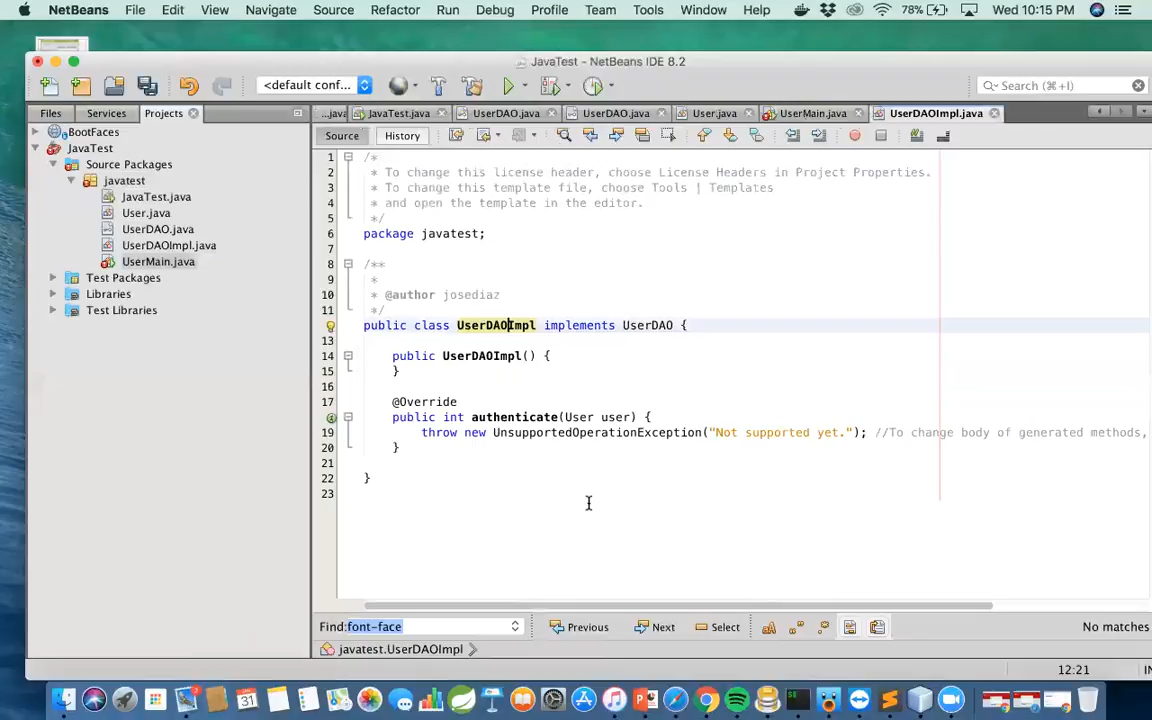 NetBeans File Edit View Navigate Source Refactor Run Debug Profile Team Tools Window Help 78% Wed 10:15 PM
JavaTest - NetBeans IDE 8.2
<default conf...
Search (⌘+I)
Files Services Projects
...java JavaTest.java UserDAO.java UserDAO.java User.java UserMain.java UserDAOImpl.java
Source History
BootFaces
JavaTest
Source Packages
javatest
JavaTest.java
User.java
UserDAO.java
UserDAOImpl.java
UserMain.java
Test Packages
Libraries
Test Libraries
1 /*
2 * To change this license header, choose License Headers in Project Properties.
3 * To change this template file, choose Tools | Templates
4 * and open the template in the editor.
5 */
6 package javatest;
7
8 /**
9 *
10 * @author josediaz
11 */
public class UserDAOImpl implements UserDAO {
13
14 public UserDAOImpl() {
15 }
16
17 @Override
public int authenticate(User user) {
19 throw new UnsupportedOperationException("Not supported yet."); //To change body of generated methods,
20 }
21
22 }
23
Find: font-face Previous Next Select No matches
javatest.UserDAOImpl
12:21 IN